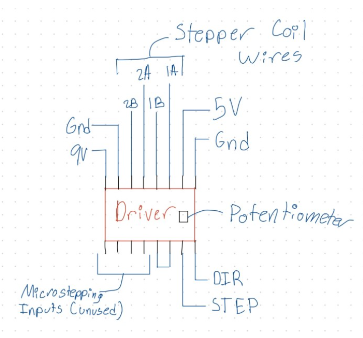 Stepper Coil
Wires
2A 1A
2B 1B
5V
Gnd
Gnd
9V
Driver
Potentiometer
DIR
STEP
Microstepping
Inputs (unused)